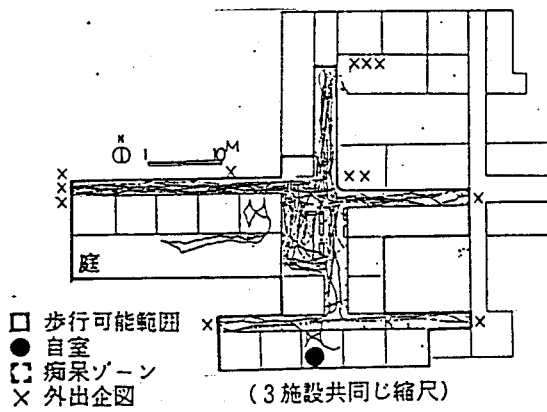 ×××
N
1 10M
×
×
×
×
××
×
庭
×
×
□ 歩行可能範囲
● 自室
痴呆ゾーン
× 外出企図
(3施設共同じ縮尺)